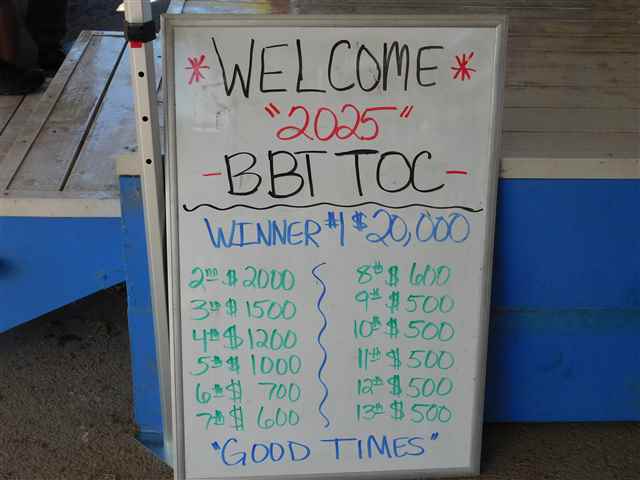 * WELCOME *
"2025"
-BBT TOC-
WINNER #1 $20,000
2nd $2000
3rd $1500
4th $1200
5th $1000
6th $ 700
7th $ 600
8th $ 600
9th $ 500
10th $ 500
11th $ 500
12th $ 500
13th $ 500
"GOOD TIMES"